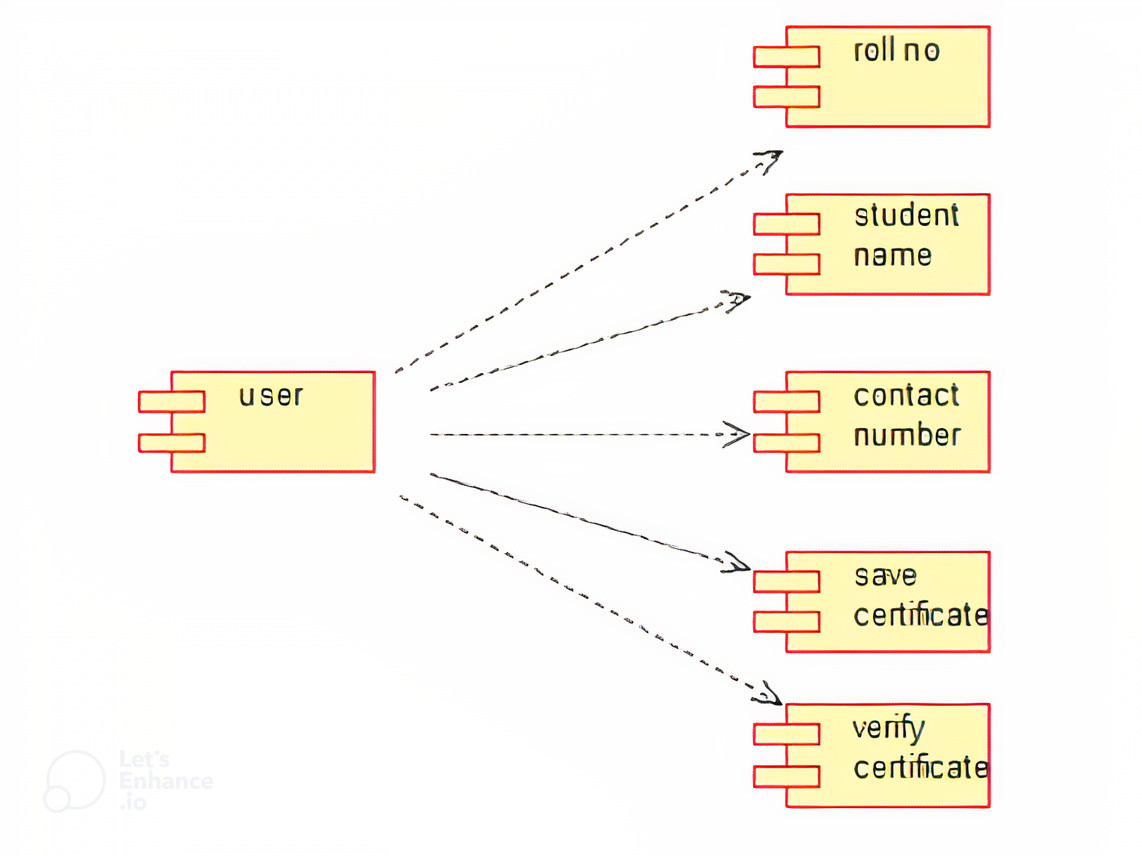 roll no
student
name
user
contact
number
save
certificate
verify
certificate
Let's
Enhance
.io